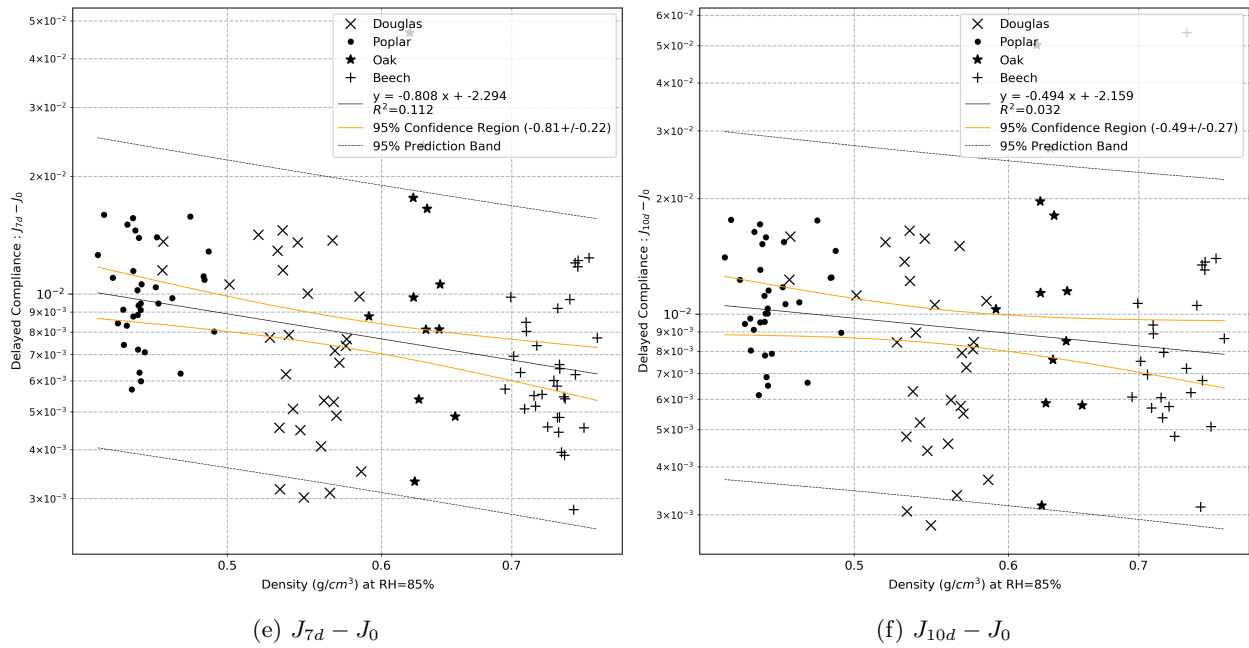 5×10⁻²
4×10⁻²
3×10⁻²
2×10⁻²
10⁻²
9×10⁻³
8×10⁻³
7×10⁻³
6×10⁻³
5×10⁻³
4×10⁻³
3×10⁻³
Delayed Compliance : J₇d − J₀
Douglas
Poplar
Oak
Beech
y = -0.808 x + -2.294
R²=0.112
95% Confidence Region (-0.81+/-0.22)
95% Prediction Band
0.5
0.6
0.7
Density (g/cm³) at RH=85%
(e) J₇d − J₀
6×10⁻²
5×10⁻²
4×10⁻²
3×10⁻²
2×10⁻²
10⁻²
9×10⁻³
8×10⁻³
7×10⁻³
6×10⁻³
5×10⁻³
4×10⁻³
3×10⁻³
Delayed Compliance : J₁₀d − J₀
Douglas
Poplar
Oak
Beech
y = -0.494 x + -2.159
R²=0.032
95% Confidence Region (-0.49+/-0.27)
95% Prediction Band
0.5
0.6
0.7
Density (g/cm³) at RH=85%
(f) J₁₀d − J₀